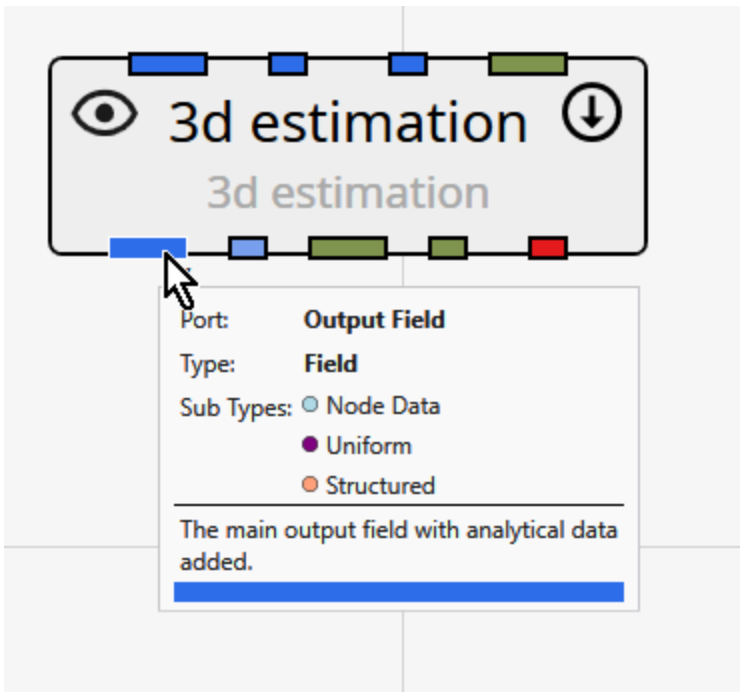 3d estimation
3d estimation
Port: Output Field
Type: Field
Sub Types: Node Data
Uniform
Structured
The main output field with analytical data
added.